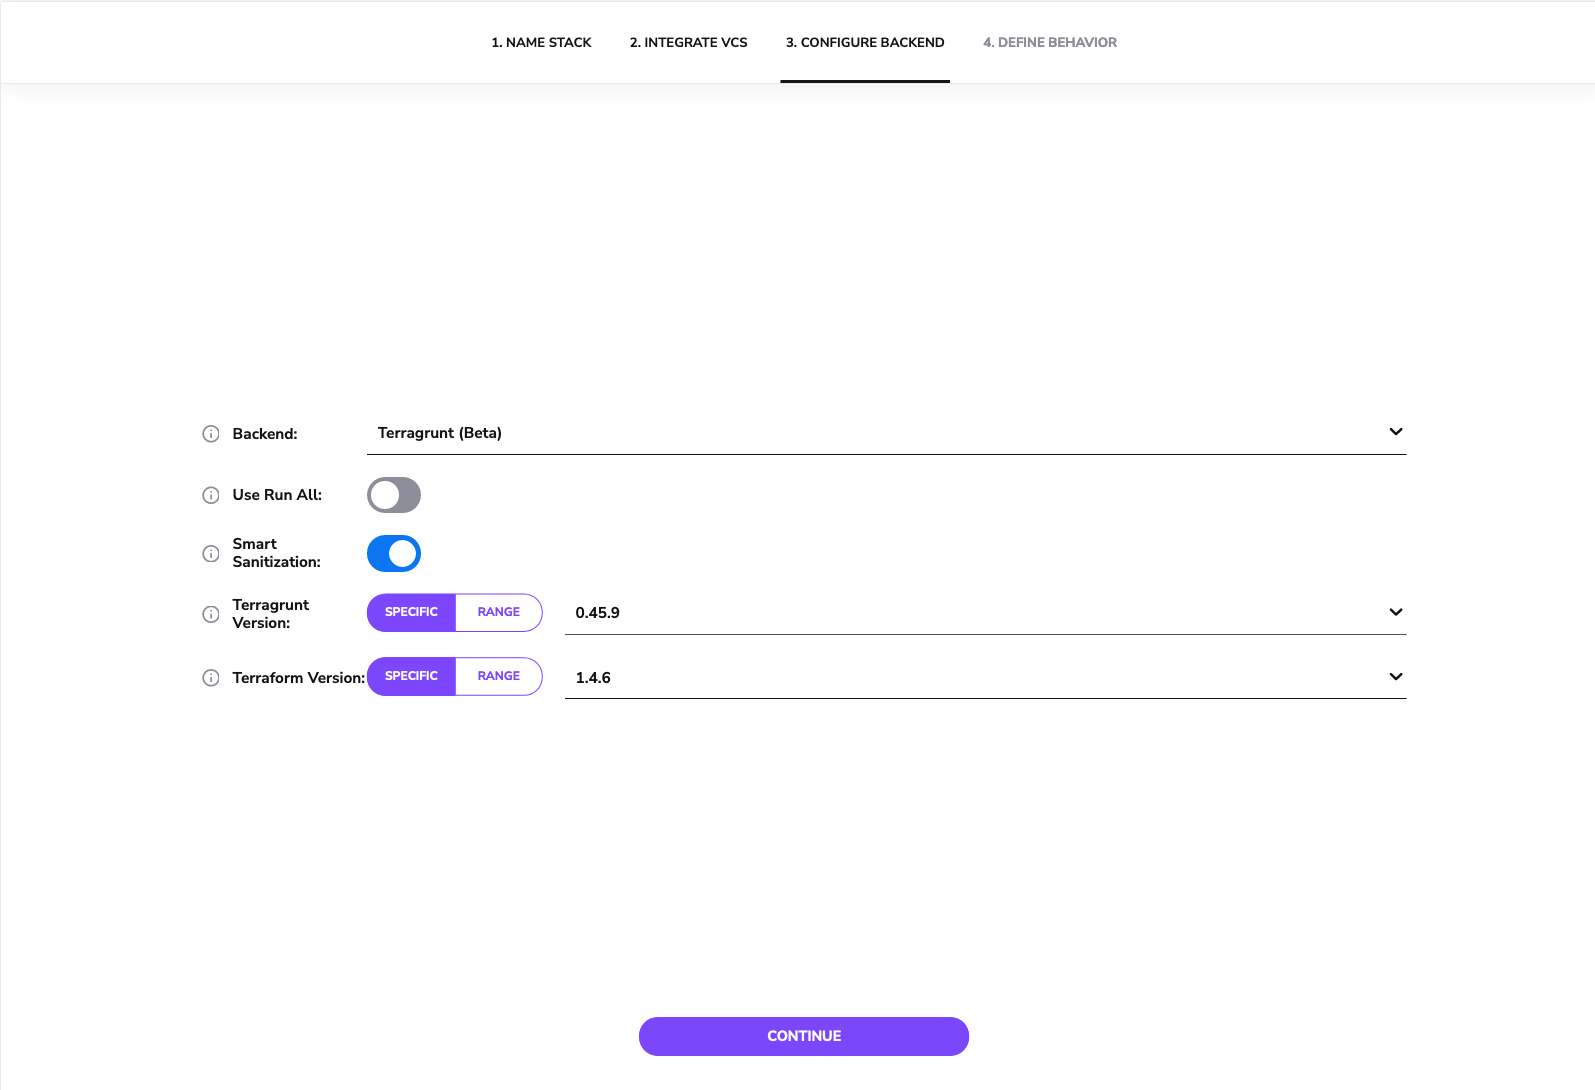 1. NAME STACK
2. INTEGRATE VCS
3. CONFIGURE BACKEND
4. DEFINE BEHAVIOR
Backend:
Terragrunt (Beta)
Use Run All:
Smart
Sanitization:
Terragrunt
Version:
SPECIFIC
RANGE
0.45.9
Terraform Version:
SPECIFIC
RANGE
1.4.6
CONTINUE